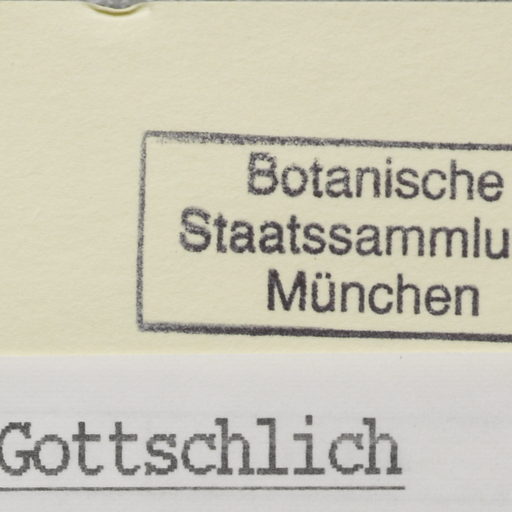 Botanische
Staatssammlu
München
Gottschlich